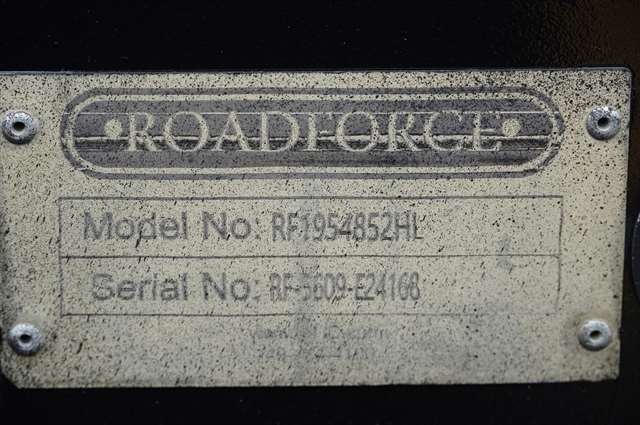 ROADFORCE
Model No: RF1954852HL
Serial No: RF-5609-E24168